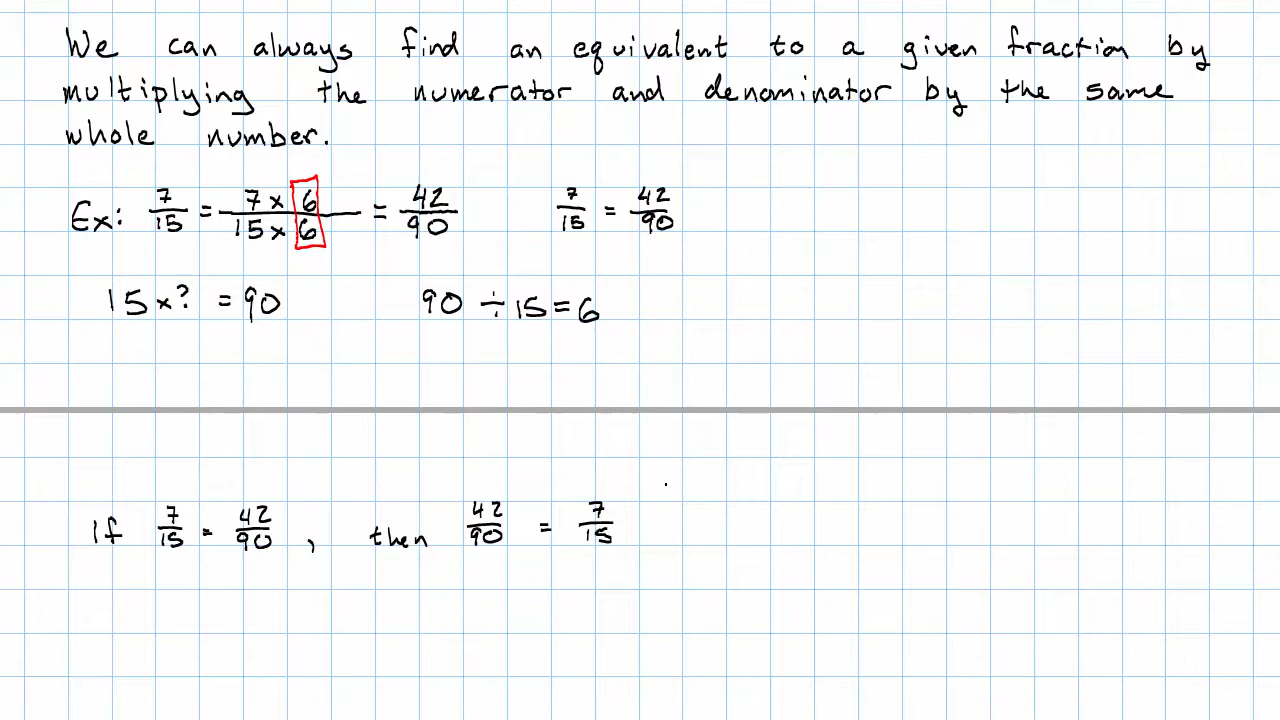 We can always find an equivalent to a given fraction by
multiplying the numerator and denominator by the same
whole number.
Ex: 7/15 = 7 x 6/15 x 6 = 42/90 7/15 = 42/90
15 x ? = 90 90 ÷ 15 = 6
If 7/15 = 42/90 , then 42/90 = 7/15